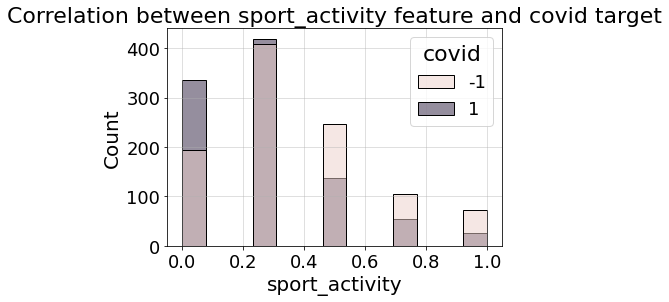 Correlation between sport_activity feature and covid target
covid
-1
1
Count
400
300
200
100
0
0.0 0.2 0.4 0.6 0.8 1.0
sport_activity